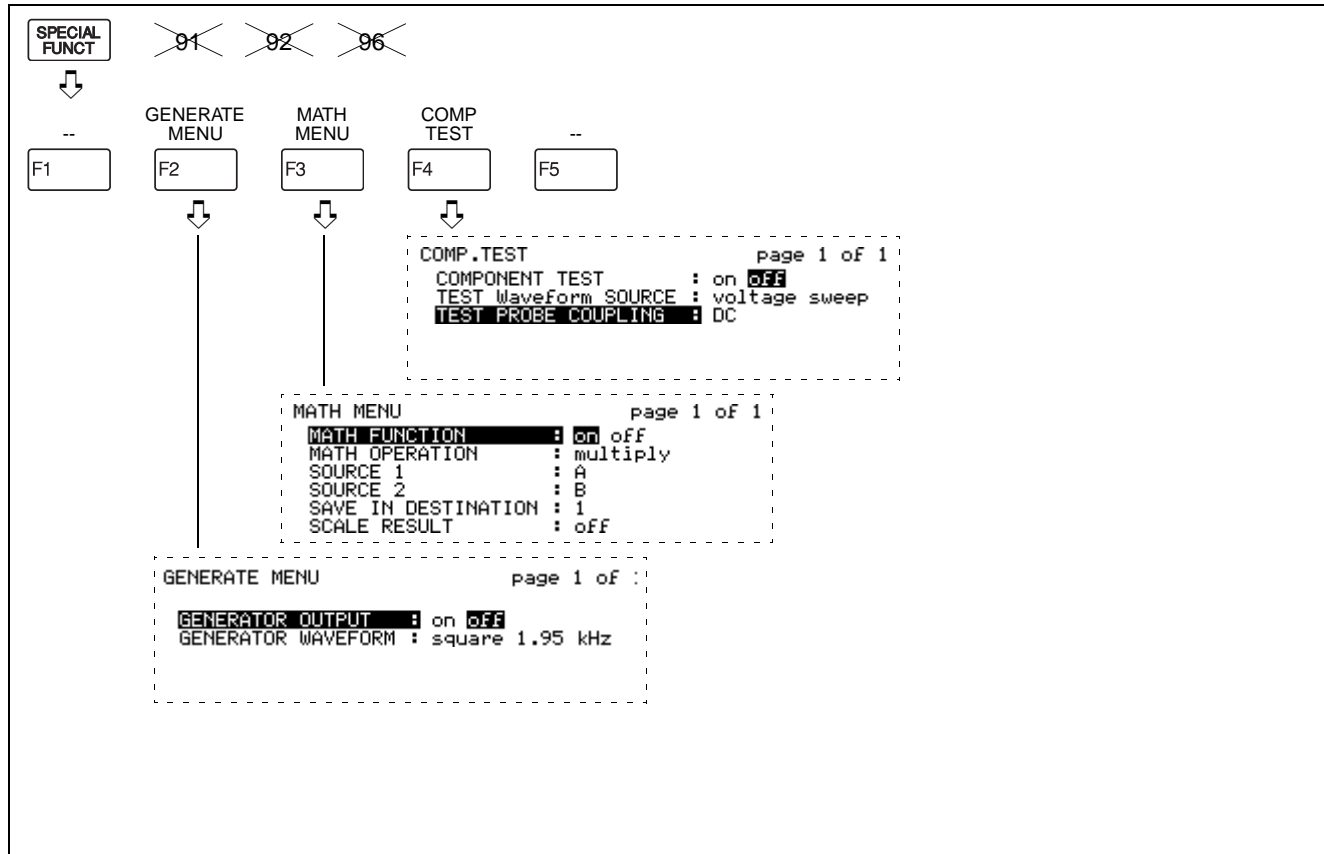 SPECIAL
FUNCT
91 92 96
-- GENERATE
MENU MATH
MENU COMP
TEST --
F1 F2 F3 F4 F5
COMP.TEST page 1 of 1
COMPONENT TEST : on off
TEST Waveform SOURCE : voltage sweep
TEST PROBE COUPLING : DC
MATH MENU page 1 of 1
MATH FUNCTION : on off
MATH OPERATION : multiply
SOURCE 1 : A
SOURCE 2 : B
SAVE IN DESTINATION : 1
SCALE RESULT : off
GENERATE MENU page 1 of
GENERATOR OUTPUT : on off
GENERATOR WAVEFORM : square 1.95 kHz